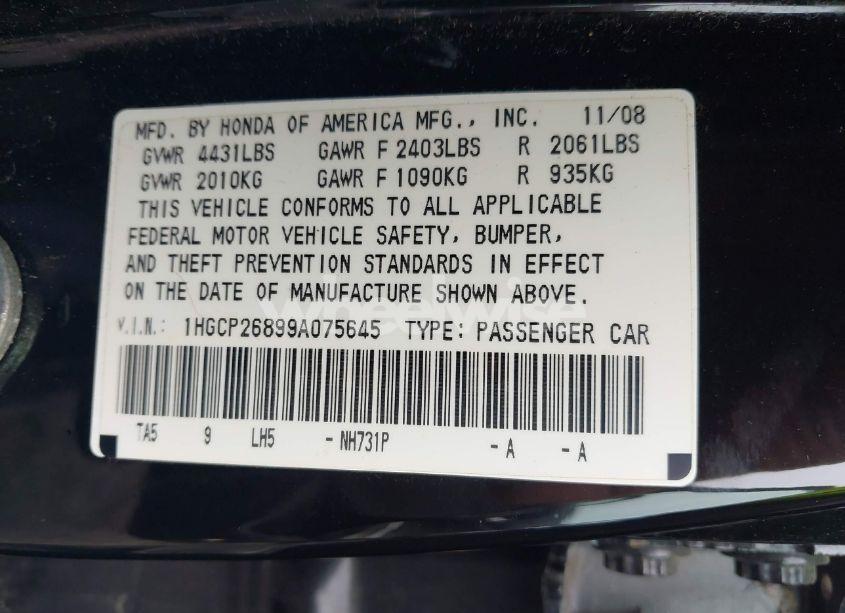 MFD. BY HONDA OF AMERICA MFG., INC. 11/08
GVWR 4431LBS GAWR F 2403LBS R 2061LBS
GVWR 2010KG GAWR F 1090KG R 935KG
THIS VEHICLE CONFORMS TO ALL APPLICABLE
FEDERAL MOTOR VEHICLE SAFETY, BUMPER,
AND THEFT PREVENTION STANDARDS IN EFFECT
ON THE DATE OF MANUFACTURE SHOWN ABOVE.
wheelwise
V.I.N.: 1HGCP26899A075645 TYPE: PASSENGER CAR
TA5 9 LH5 - NH731P - A - A